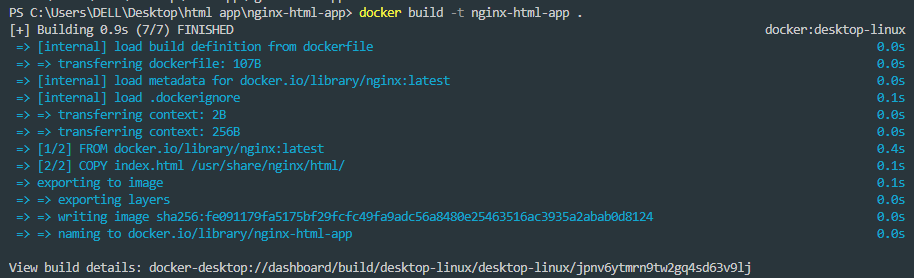 PS C:\Users\DELL\Desktop\html app\nginx-html-app> docker build -t nginx-html-app .
[+] Building 0.9s (7/7) FINISHED docker:desktop-linux
=> [internal] load build definition from dockerfile 0.0s
=> => transferring dockerfile: 107B 0.0s
=> [internal] load metadata for docker.io/library/nginx:latest 0.0s
=> [internal] load .dockerignore 0.1s
=> => transferring context: 2B 0.0s
=> => transferring context: 256B 0.0s
=> [1/2] FROM docker.io/library/nginx:latest 0.4s
=> [2/2] COPY index.html /usr/share/nginx/html/ 0.1s
=> exporting to image 0.1s
=> => exporting layers 0.0s
=> => writing image sha256:fe091179fa5175bf29fcfc49fa9adc56a8480e25463516ac3935a2abab0d8124 0.0s
=> => naming to docker.io/library/nginx-html-app 0.0s
View build details: docker-desktop://dashboard/build/desktop-linux/desktop-linux/jpnv6ytmrn9tw2gq4sd63v9lj